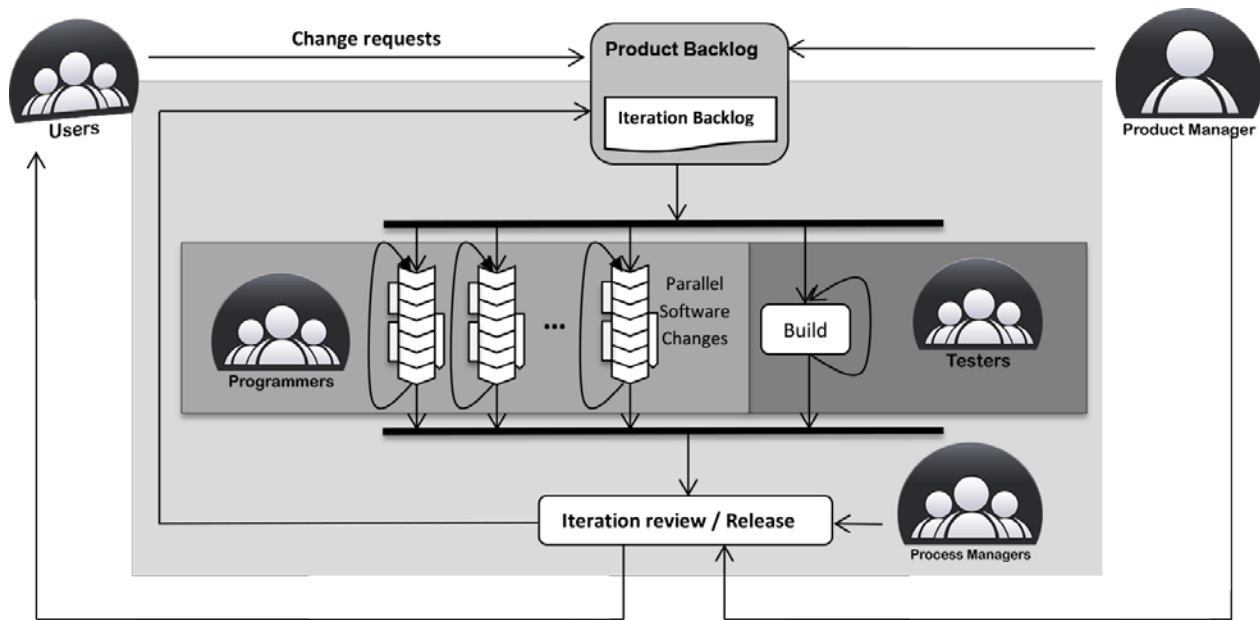 Change requests
Product Backlog
Iteration Backlog
Users
Product Manager
Parallel
Software
Changes
...
Build
Programmers
Testers
Iteration review / Release
Process Managers